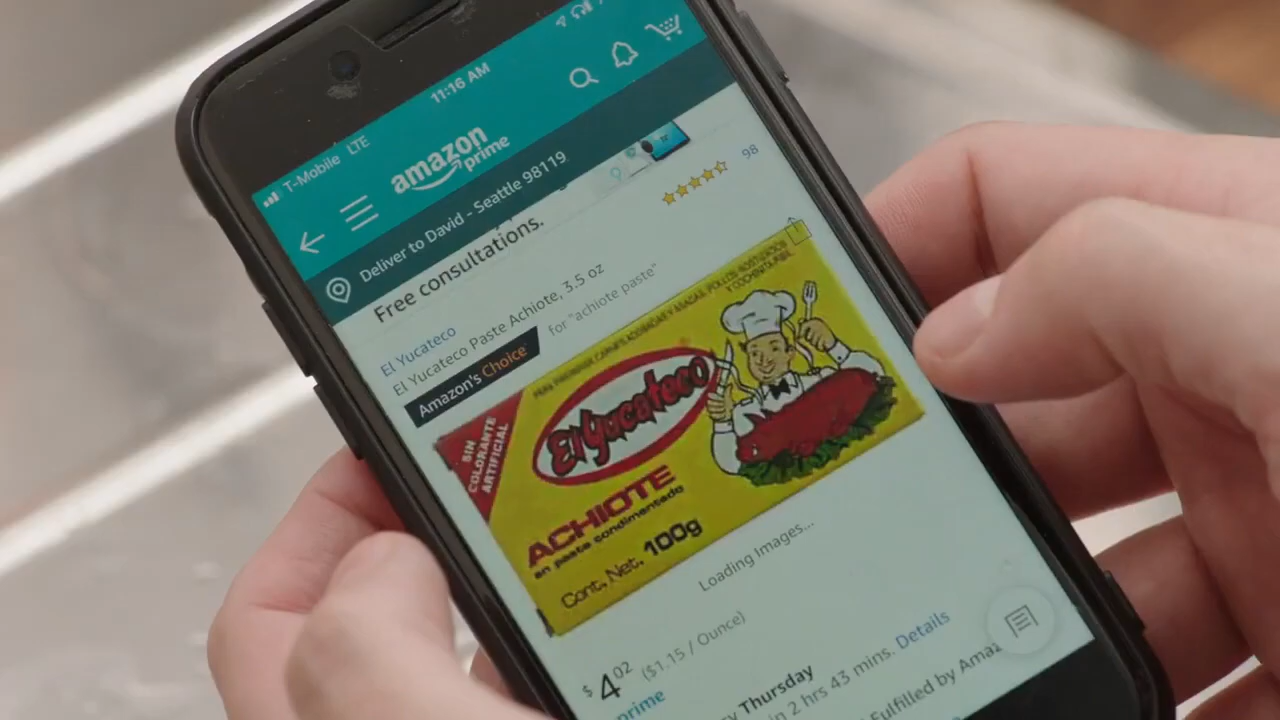 T-Mobile LTE
11:16 AM
amazon
prime
Deliver to David - Seattle 98119
Free consultations.
El Yucateco
98
El Yucateco Paste Achiote, 3.5 oz
Amazon's Choice for "achiote paste"
SIN
COLORANTE
ARTIFICIAL
El Yucateco
ACHIOTE
en pasta condimentado
Cont. Net. 100g
Loading Images...
$4.02 ($1.15 / Ounce)
prime
Thursday
in 2 hrs 43 mins. Details
Fulfilled by Amaz